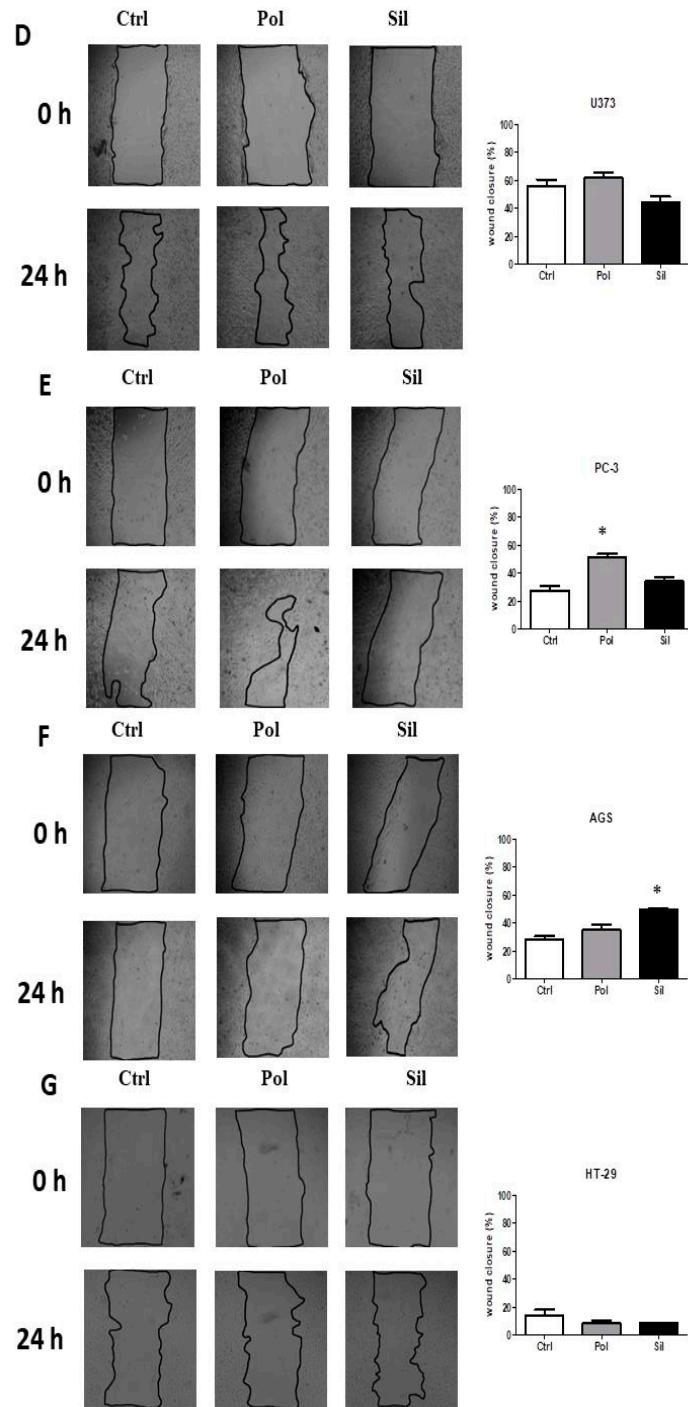 D
Ctrl Pol Sil
0 h
24 h
U373
wound closure (%)
100
80
60
40
20
0
Ctrl Pol Sil
E
Ctrl Pol Sil
0 h
24 h
PC-3
wound closure (%)
100
80
60
40
20
0
*
Ctrl Pol Sil
F
Ctrl Pol Sil
0 h
24 h
AGS
wound closure (%)
100
80
60
40
20
0
*
Ctrl Pol Sil
G
Ctrl Pol Sil
0 h
24 h
HT-29
wound closure (%)
100
80
60
40
20
0
Ctrl Pol Sil